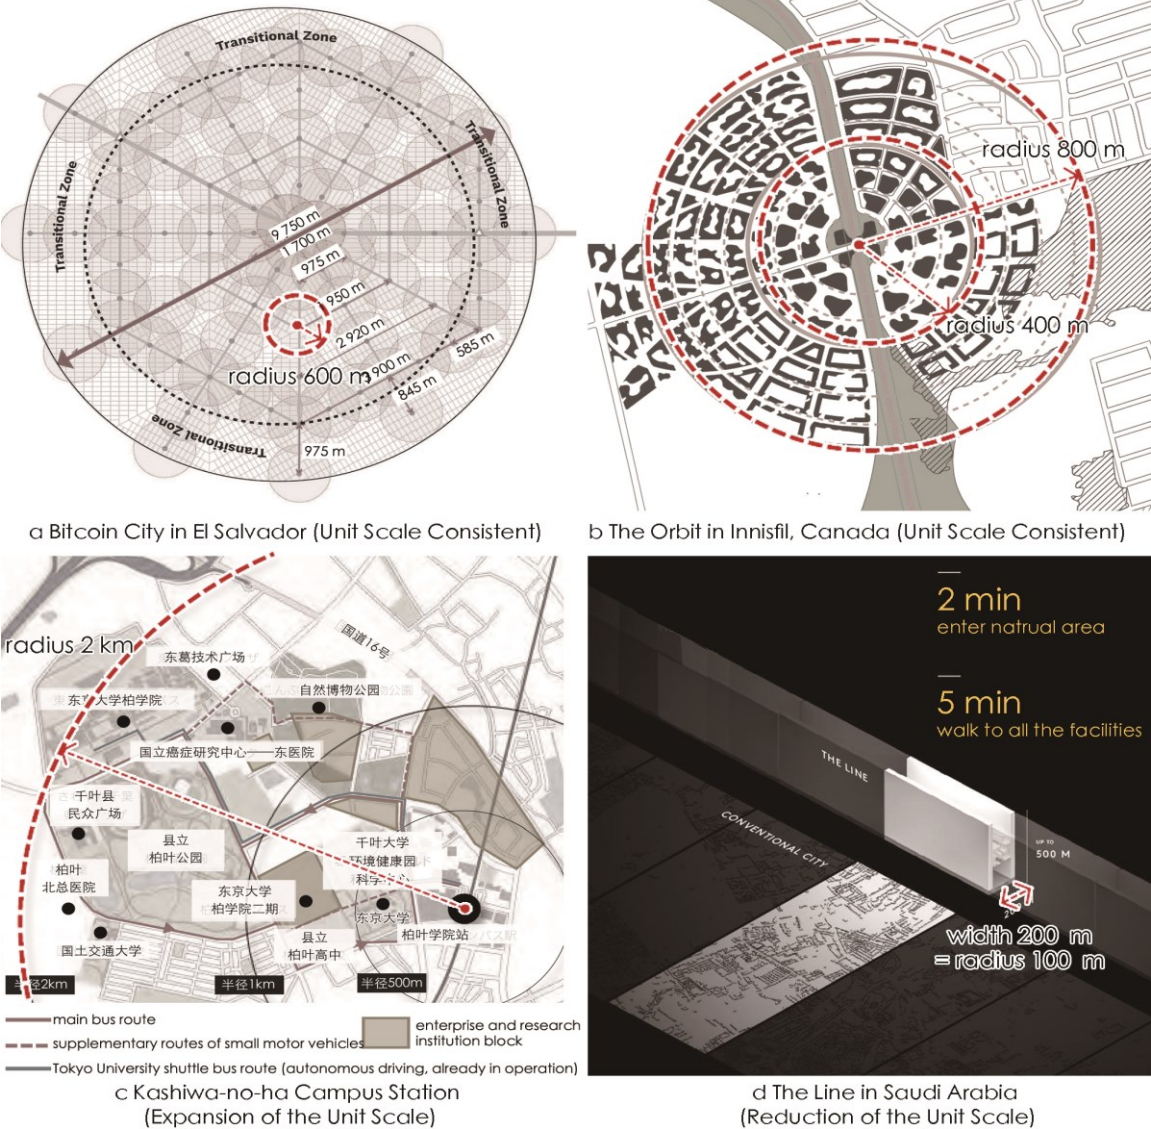 Transitional Zone
Transitional Zone
Transitional Zone
Transitional Zone
9 750 m
1 700 m
975 m
950 m
2 920 m
585 m
3 900 m
845 m
radius 600 m
975 m
a Bitcoin City in El Salvador (Unit Scale Consistent)
radius 800 m
radius 400 m
b The Orbit in Innisfil, Canada (Unit Scale Consistent)
radius 2 km
国道16号
东葛技术广场
自然博物公园
东京大学柏学院
国立癌症研究中心——东医院
千叶县
民众广场
县立
柏叶公园
千叶大学
环境健康园
科学中心
柏叶
北总医院
东京大学
柏学院二期
东京大学
柏叶学院站
国土交通大学
县立
柏叶高中
半径2km
半径1km
半径500m
main bus route
supplementary routes of small motor vehicles
Tokyo University shuttle bus route (autonomous driving, already in operation)
enterprise and research
institution block
c Kashiwa-no-ha Campus Station
(Expansion of the Unit Scale)
2 min
enter natrual area
5 min
walk to all the facilities
THE LINE
CONVENTIONAL CITY
UP TO
500 M
width 200 m
= radius 100 m
d The Line in Saudi Arabia
(Reduction of the Unit Scale)